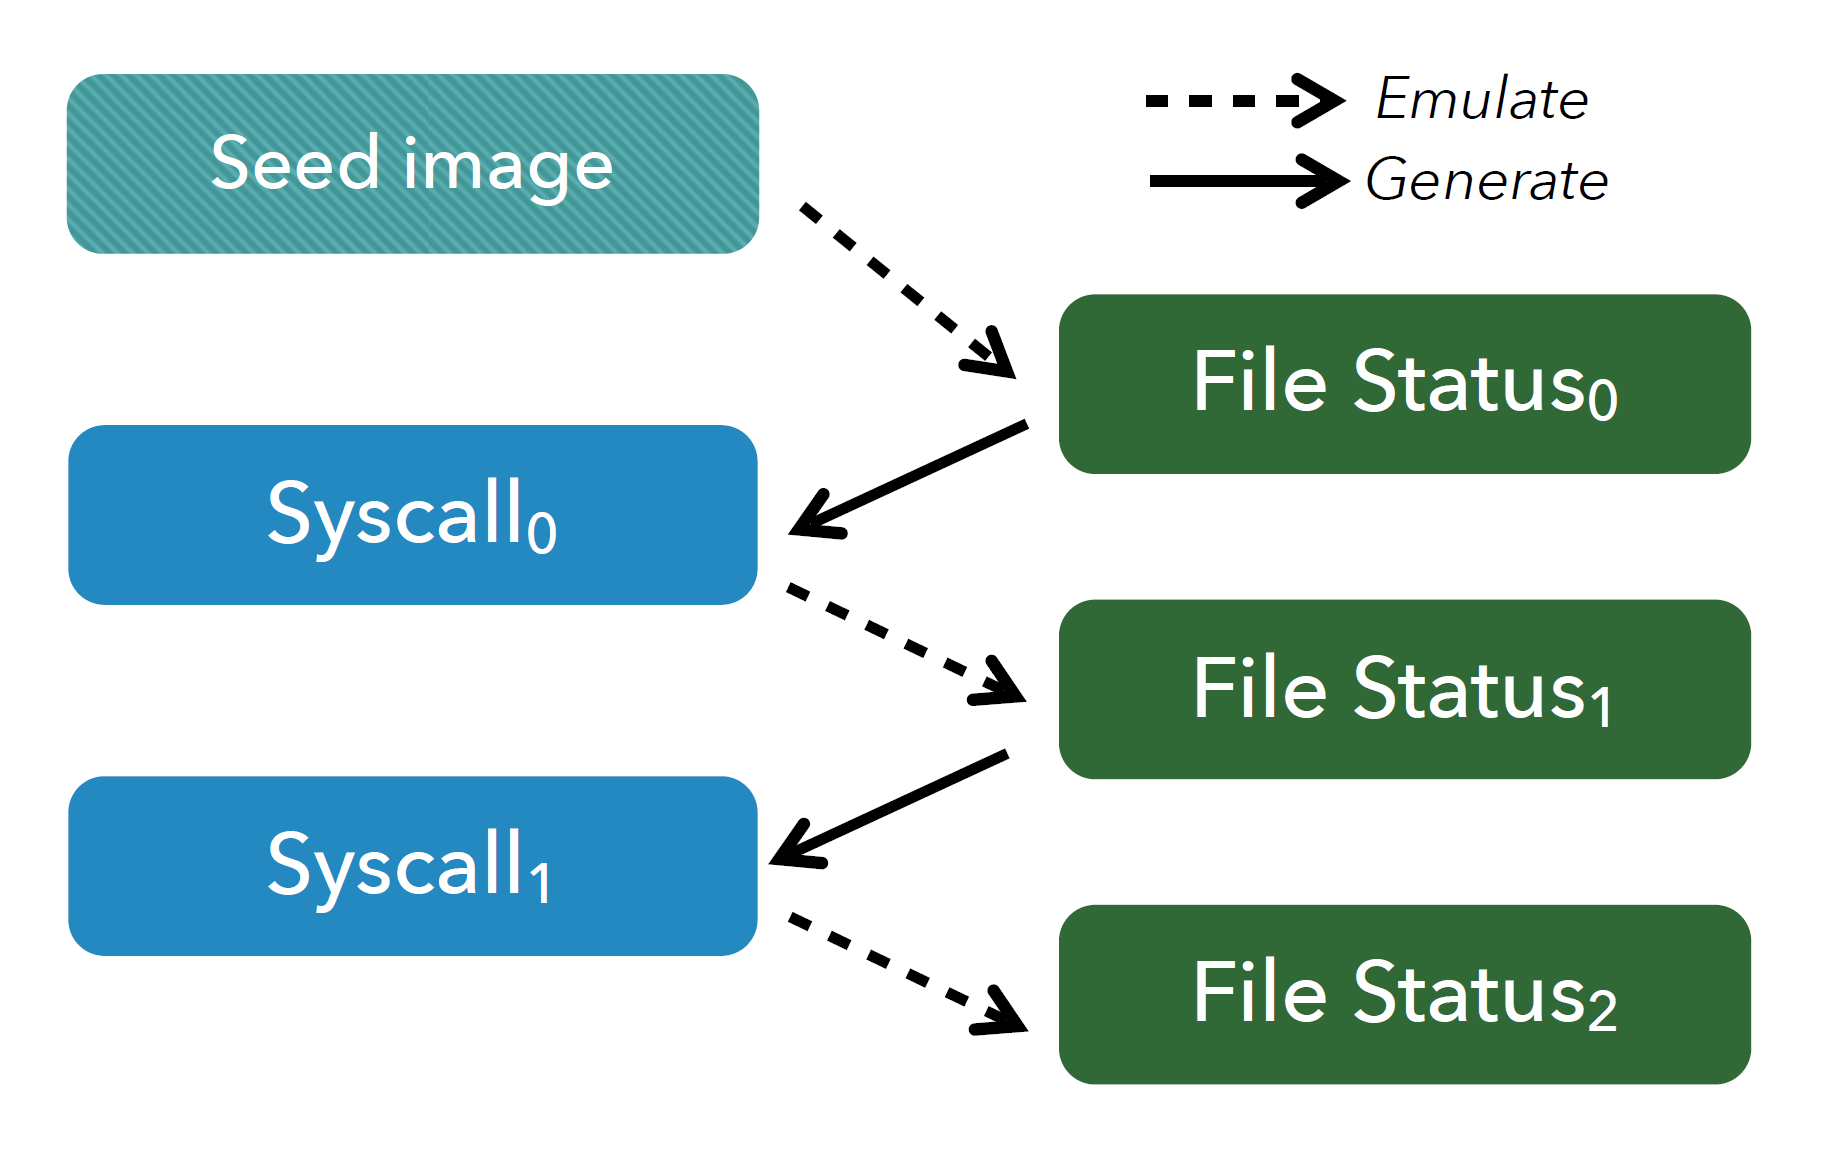 Seed image
Emulate
Generate
File Status₀
Syscall₀
File Status₁
Syscall₁
File Status₂